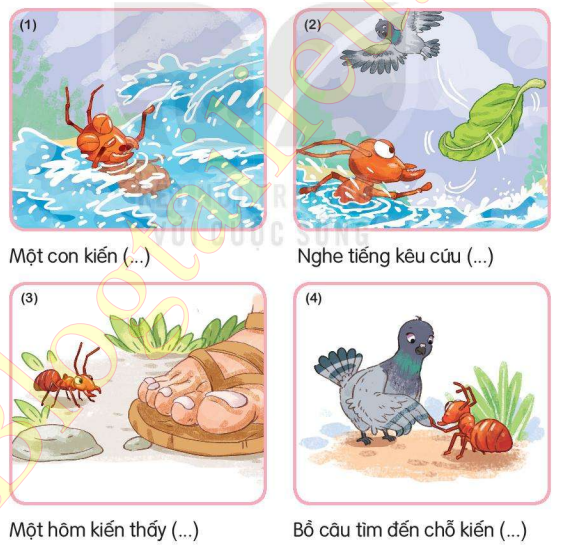 (1)
(2)
Một con kiến (...)
Nghe tiếng kêu cứu (...)
(3)
(4)
Một hôm kiến thấy (...)
Bồ câu tìm đến chỗ kiến (...)